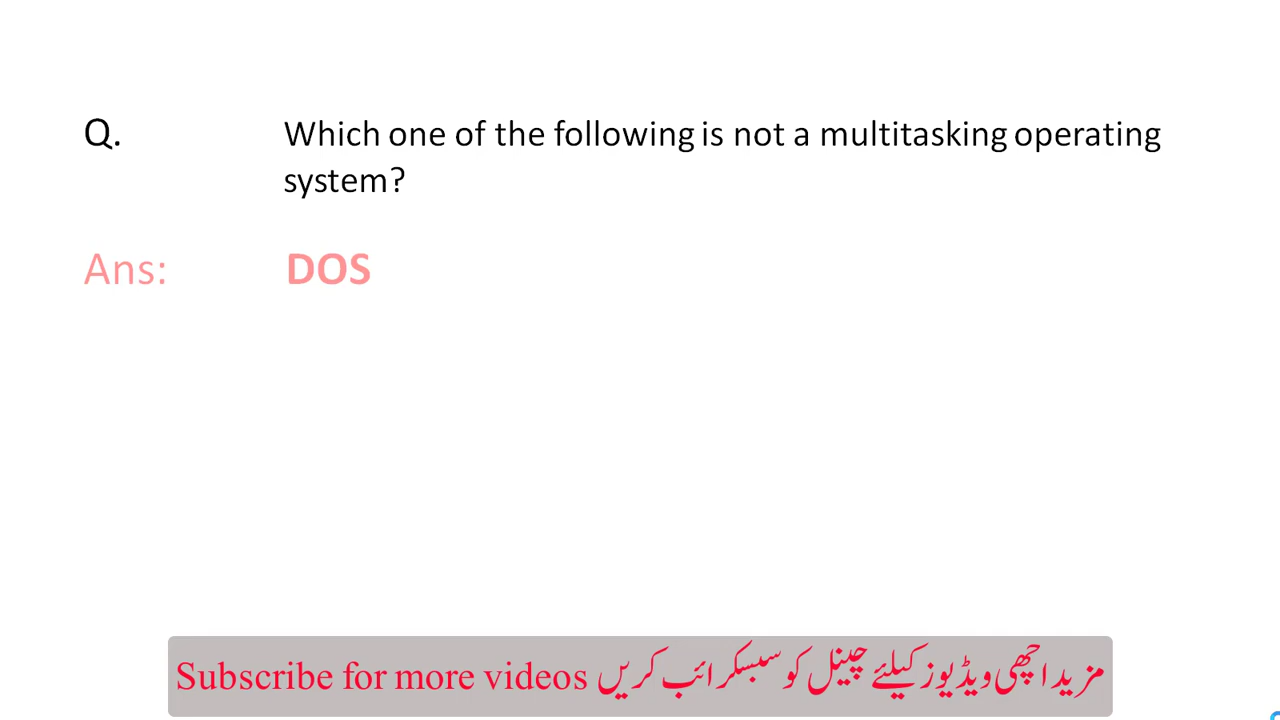 Q. Which one of the following is not a multitasking operating
system?
Ans: DOS
Subscribe for more videos مزید اچھی ویڈیوز کیلئے چینل کو سبسکرائب کریں